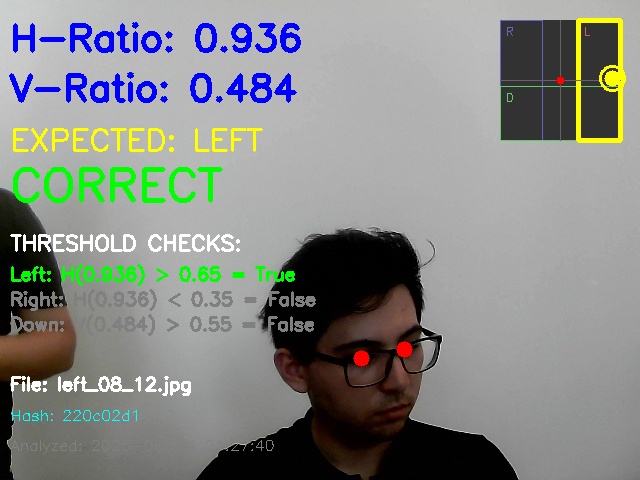 H-Ratio: 0.936
V-Ratio: 0.484
EXPECTED: LEFT
CORRECT
THRESHOLD CHECKS:
Left: H(0.936) > 0.65 = True
Right: H(0.936) < 0.35 = False
Down: V(0.484) > 0.55 = False
File: left_08_12.jpg
Hash: 220c02d1
Analyzed:
R
L
D